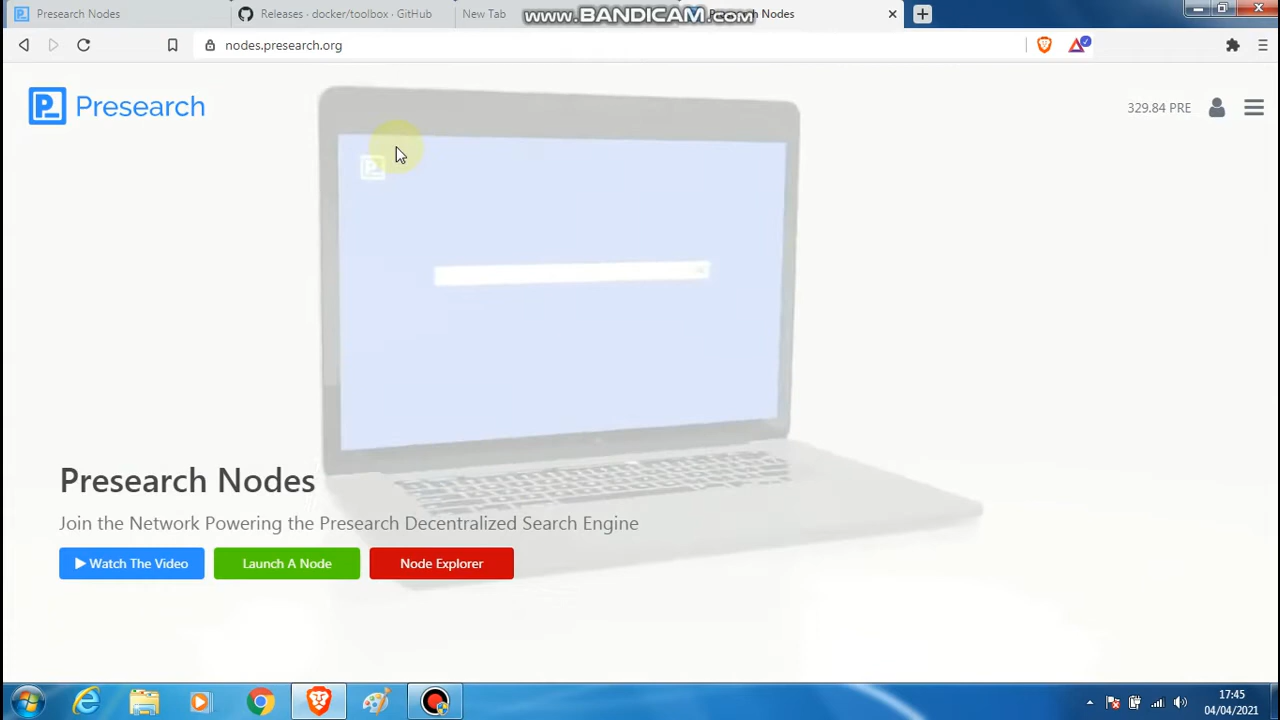 Presearch Nodes
Releases · docker/toolbox · GitHub
New Tab
www.BANDICAM.com
Presearch Nodes
nodes.presearch.org
Presearch
329.84 PRE
Presearch Nodes
Join the Network Powering the Presearch Decentralized Search Engine
Watch The Video
Launch A Node
Node Explorer
17:45
04/04/2021